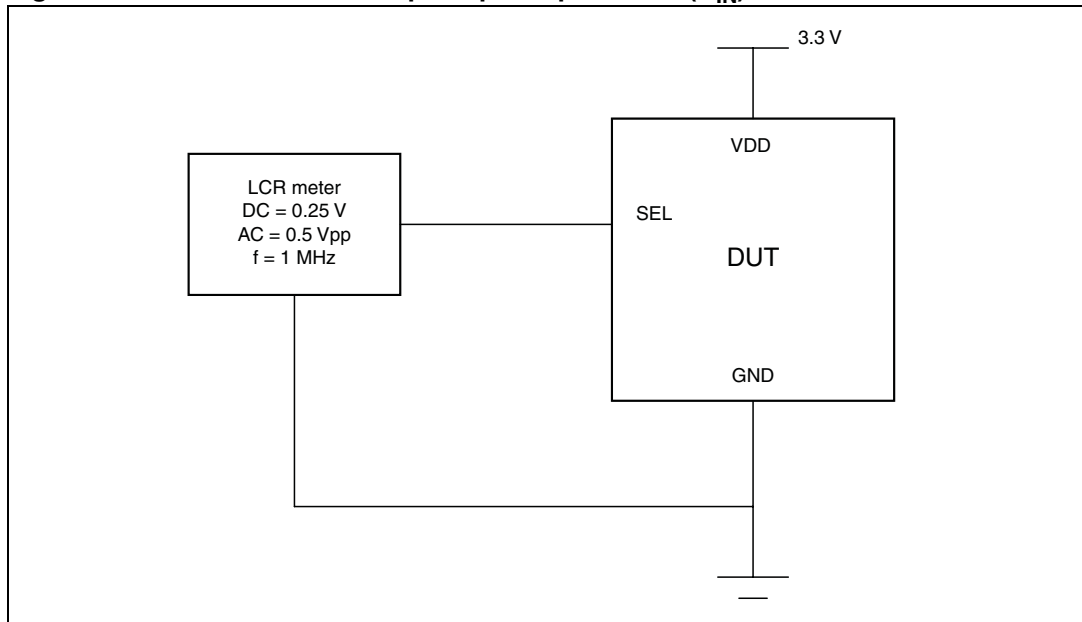 3.3 V
VDD
LCR meter
DC = 0.25 V
AC = 0.5 Vpp
f = 1 MHz
SEL
DUT
GND